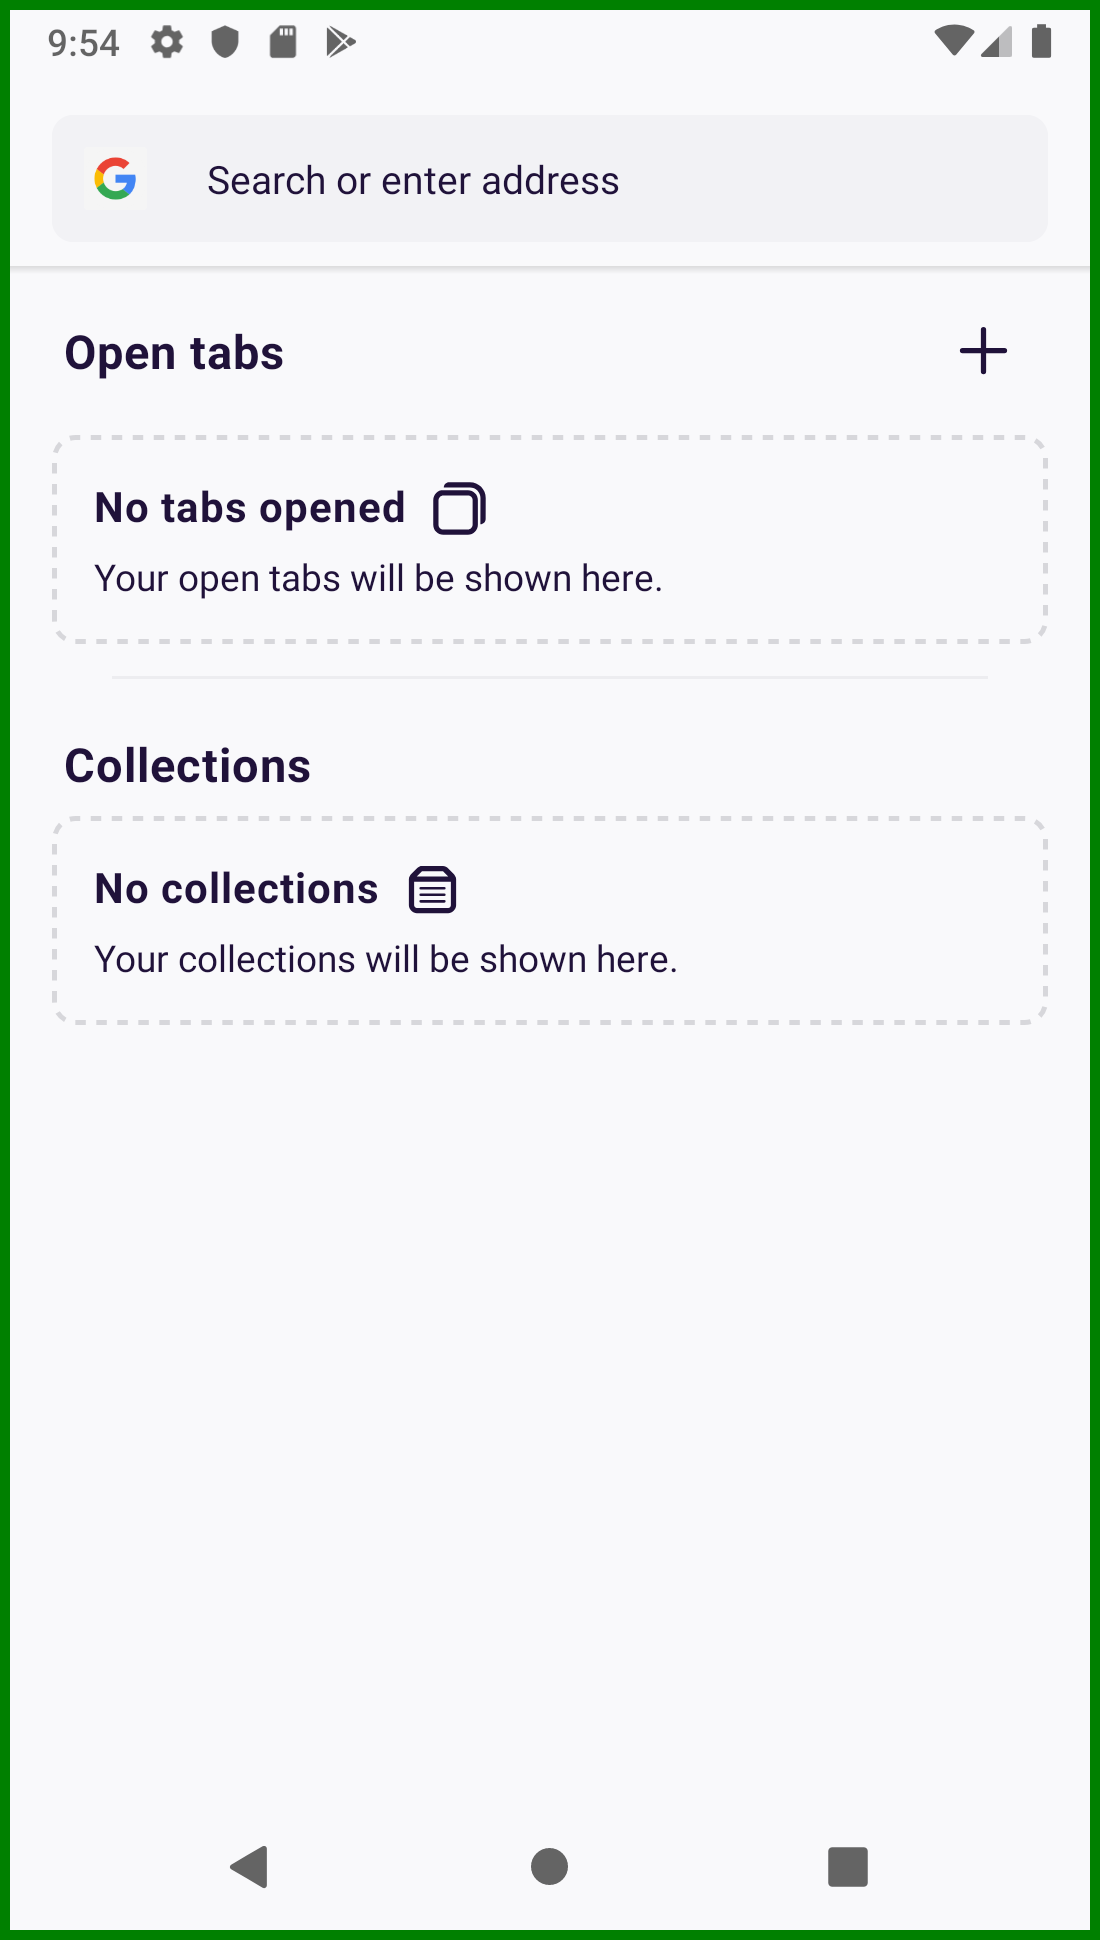 9:54
Search or enter address
Open tabs
No tabs opened
Your open tabs will be shown here.
Collections
No collections
Your collections will be shown here.